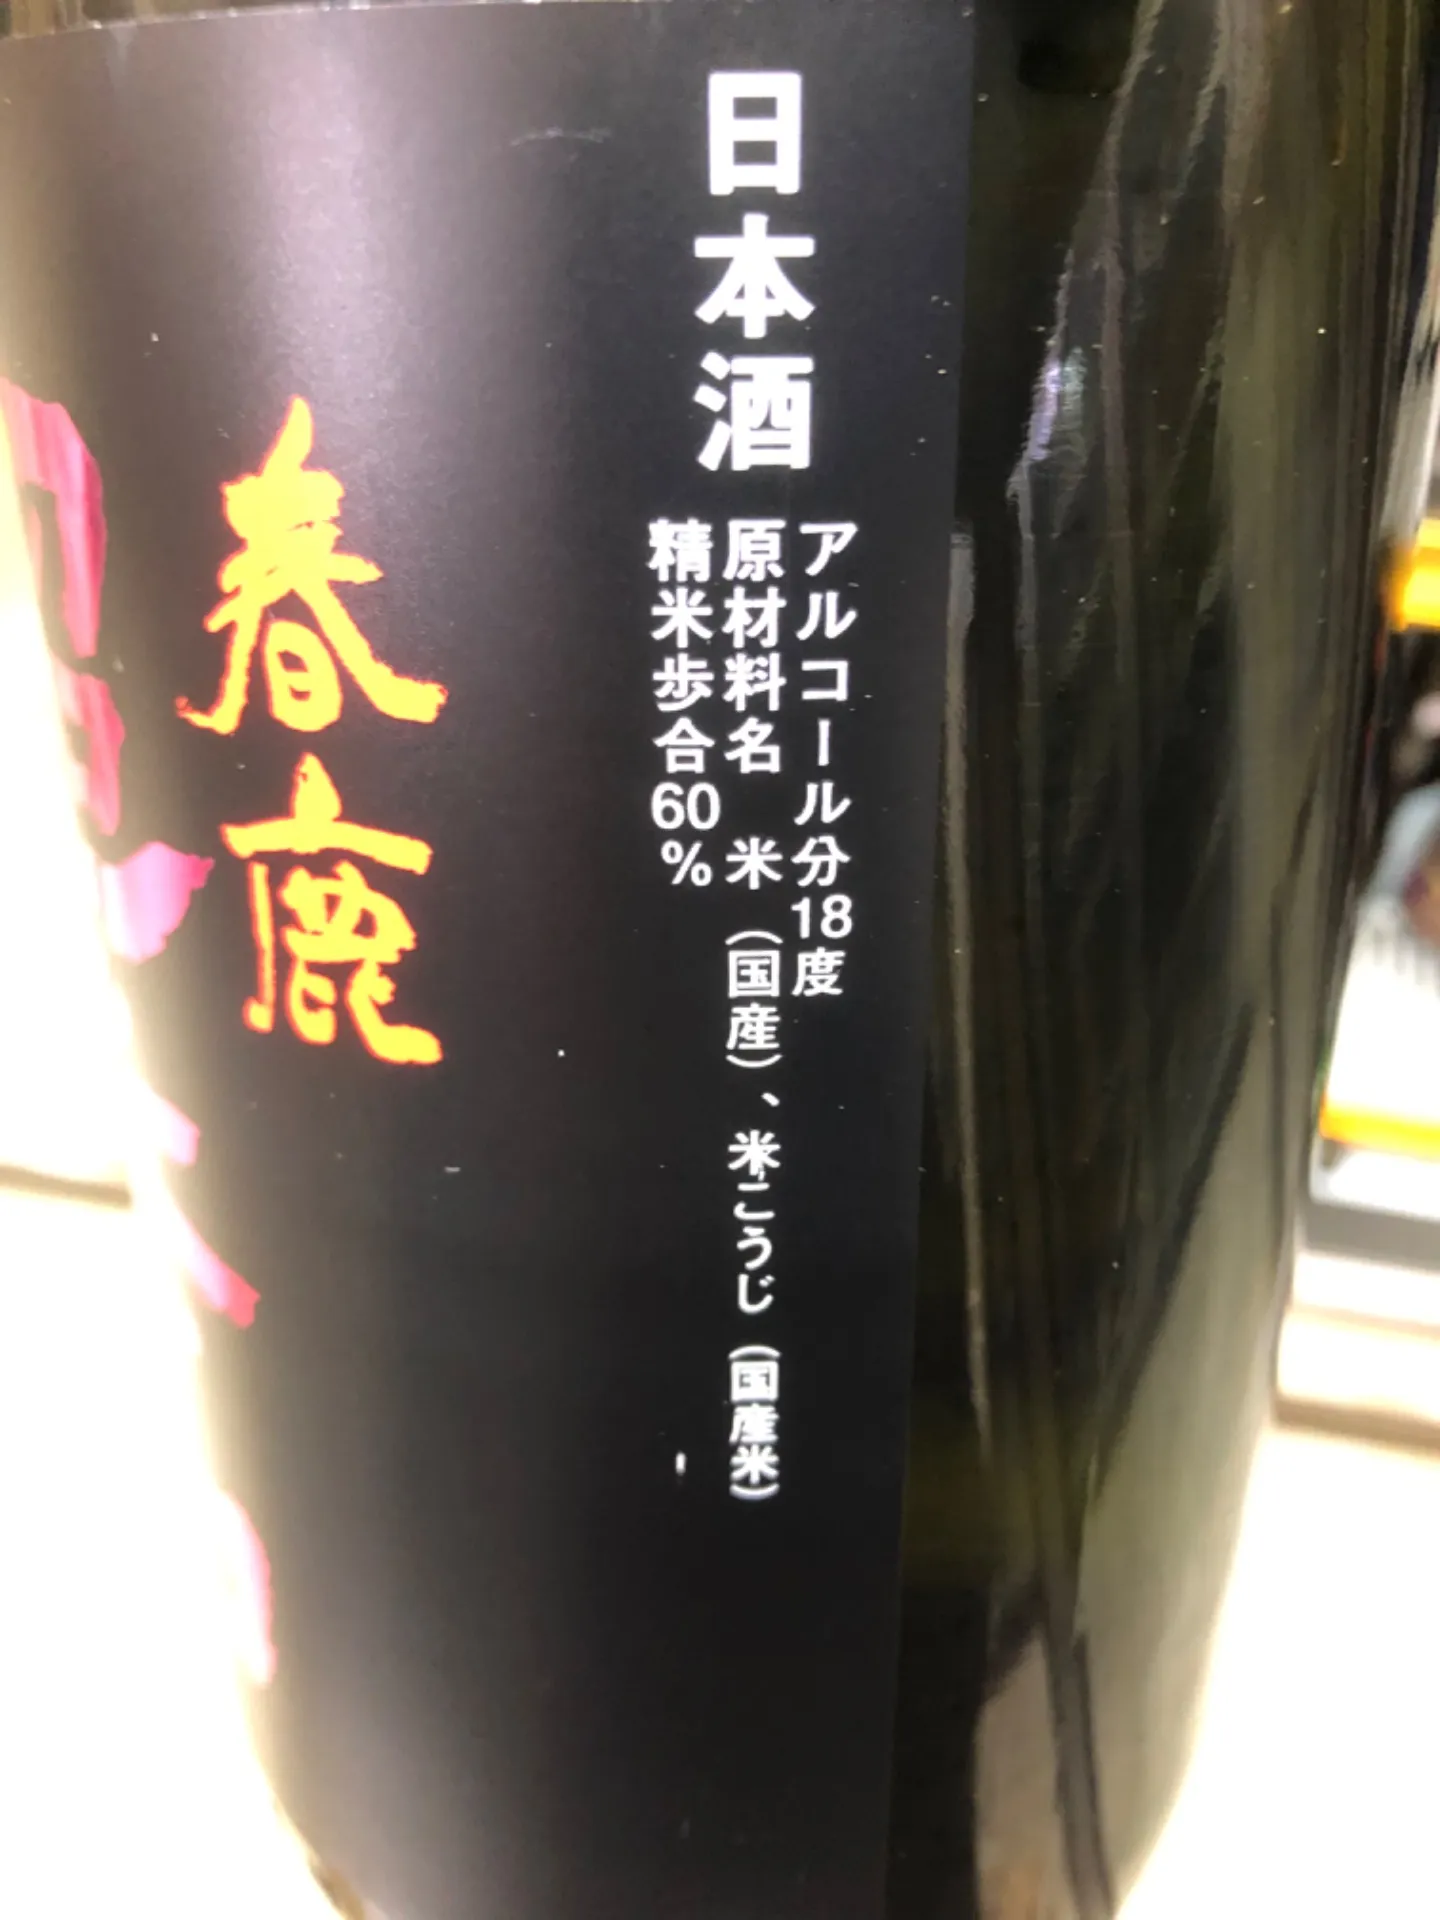 日本酒
アルコール分18度
原材料名 米(国産)、米こうじ(国産米)
精米歩合60%
春鹿